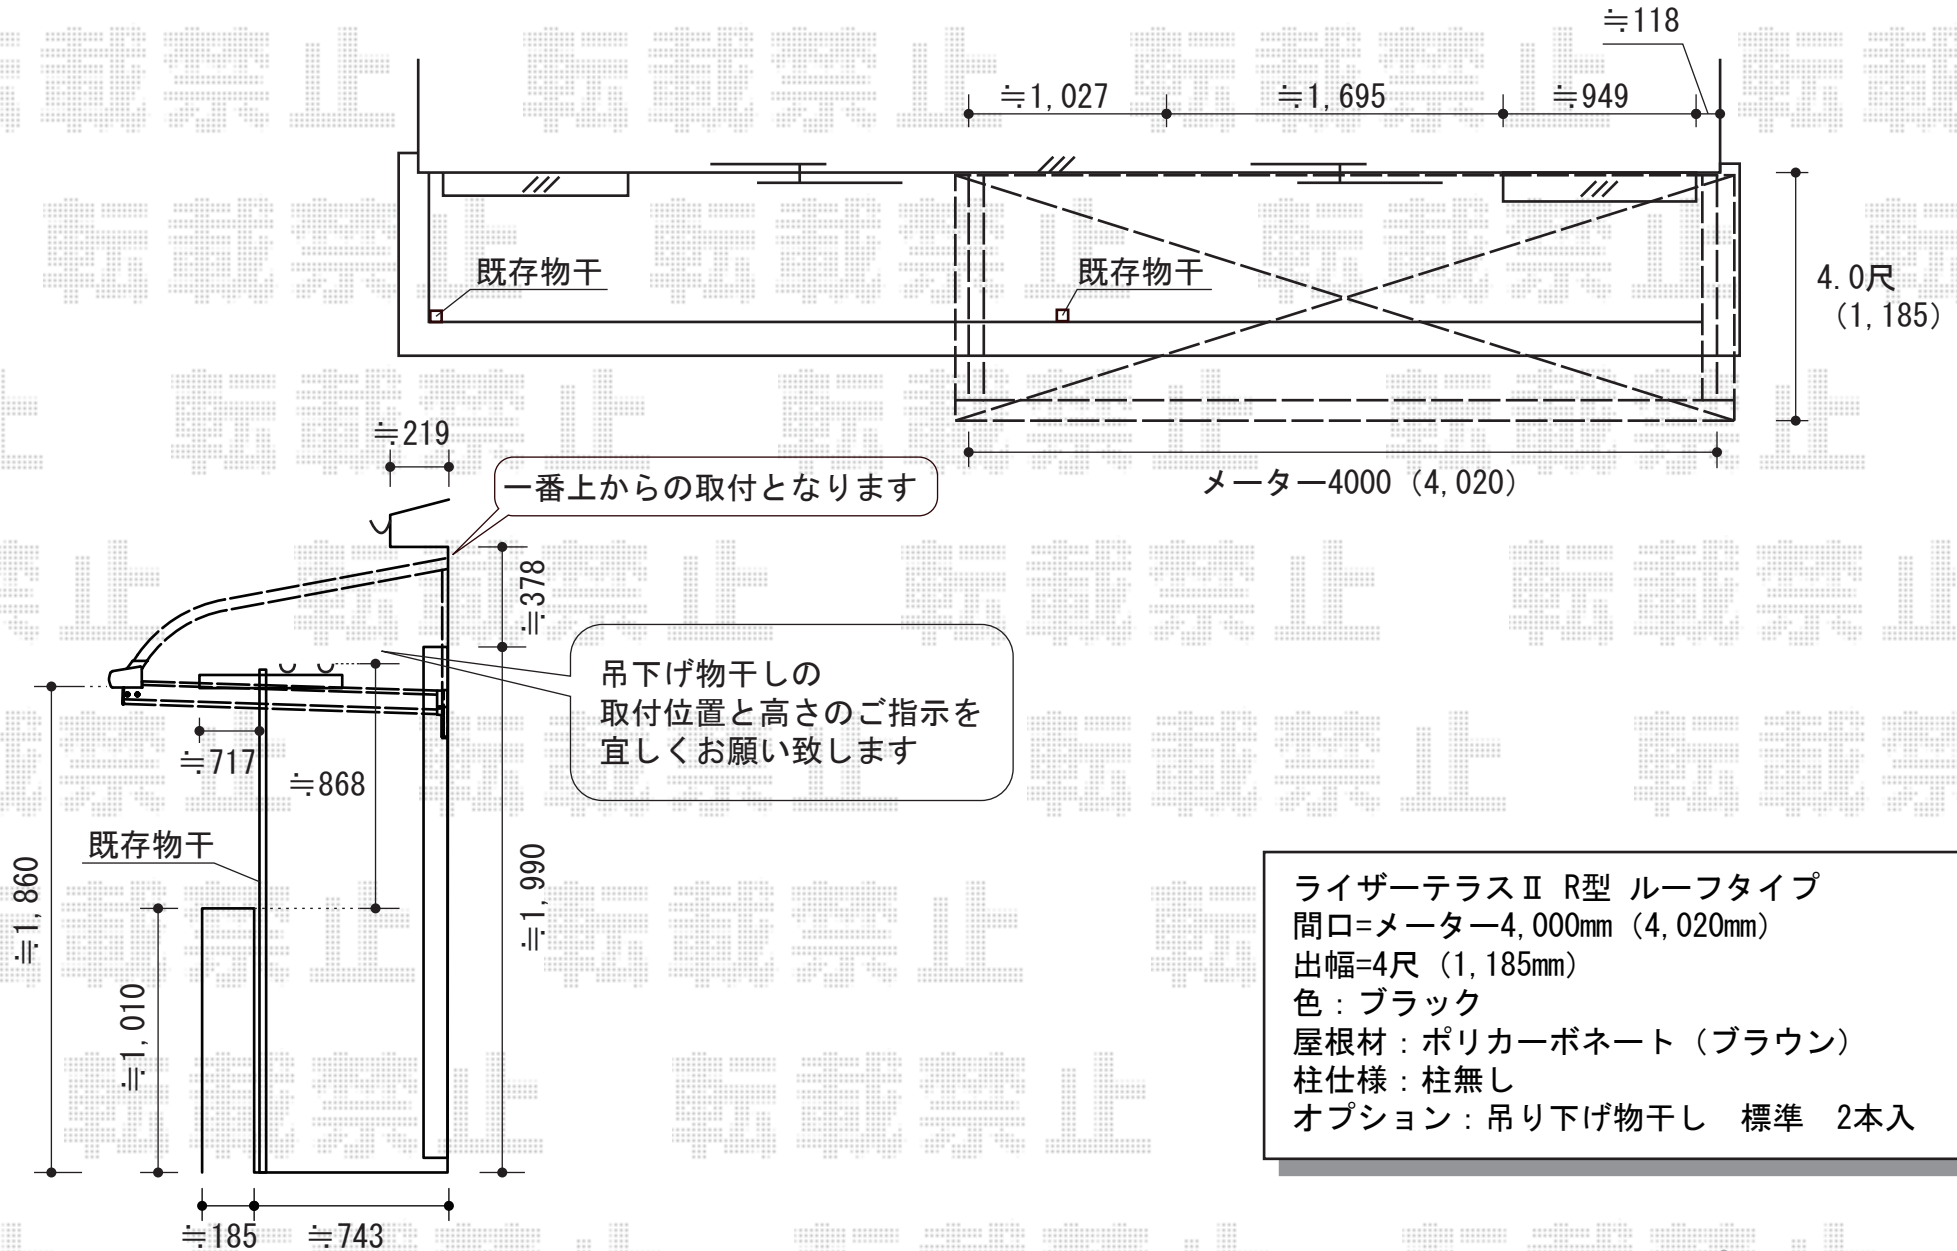 ≒118
≒1,027
≒1,695
≒949
既存物干
既存物干
4.0尺
(1,185)
メーター4000（4,020）
≒219
一番上からの取付となります
≒378
吊下げ物干しの
取付位置と高さのご指示を
宜しくお願い致します
≒717
≒868
既存物干
≒1,860
≒1,010
≒1,990
≒185
≒743
ライザーテラスⅡ R型 ルーフタイプ
間口=メーター4,000mm（4,020mm）
出幅=4尺（1,185mm）
色：ブラック
屋根材：ポリカーボネート（ブラウン）
柱仕様：柱無し
オプション：吊り下げ物干し　標準　2本入
転載禁止